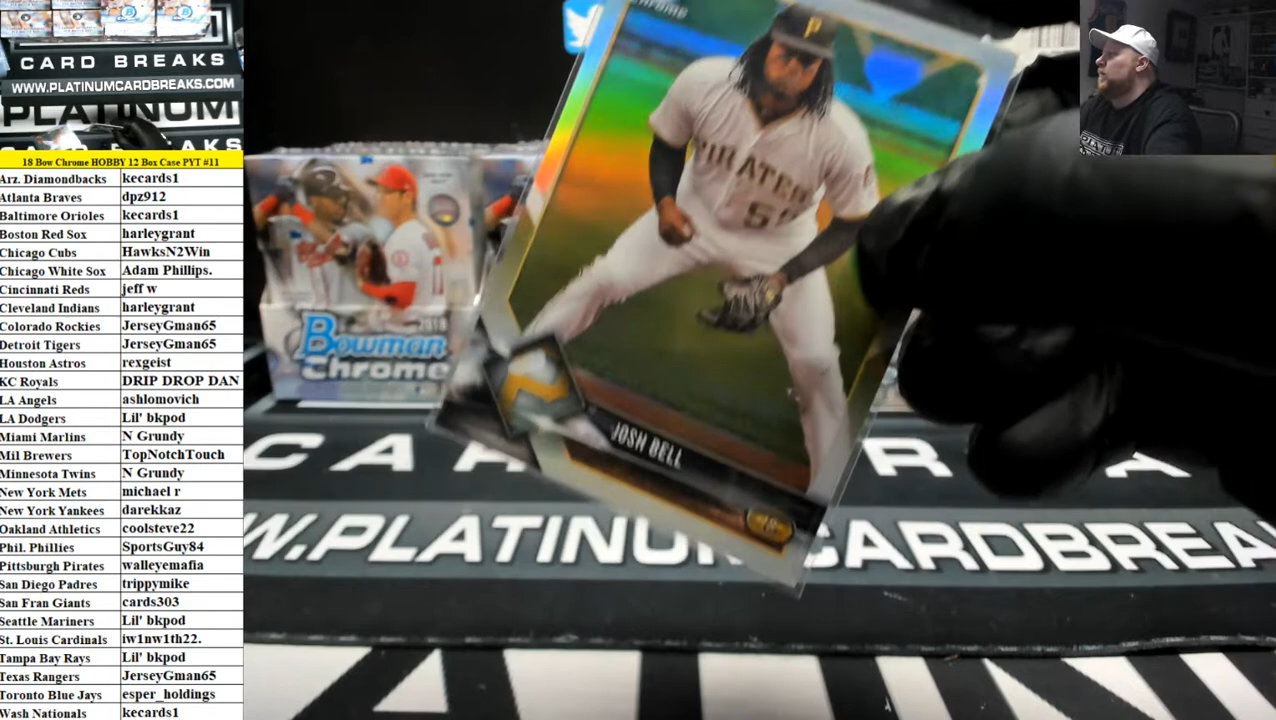 CARD BREAKS
WWW.PLATINUMCARDBREAKS.COM
PLATINUM
18 Bow Chrome HOBBY 12 Box Case PYT #11
Arz. Diamondbacks kecards1
Atlanta Braves dpz912
Baltimore Orioles kecards1
Boston Red Sox harleygrant
Chicago Cubs HawksN2Win
Chicago White Sox Adam Phillips.
Cincinnati Reds jeff w
Cleveland Indians harleygrant
Colorado Rockies JerseyGman65
Detroit Tigers JerseyGman65
Houston Astros rexgeist
KC Royals DRIP DROP DAN
LA Angels ashlomovich
LA Dodgers Lil' bkpod
Miami Marlins N Grundy
Mil Brewers TopNotchTouch
Minnesota Twins N Grundy
New York Mets michael r
New York Yankees darekkaz
Oakland Athletics coolsteve22
Phil. Phillies SportsGuy84
Pittsburgh Pirates walleyemafia
San Diego Padres trippymike
San Fran Giants cards303
Seattle Mariners Lil' bkpod
St. Louis Cardinals iw1nw1th22.
Tampa Bay Rays Lil' bkpod
Texas Rangers JerseyGman65
Toronto Blue Jays esper_holdings
Wash Nationals kecards1
chrome
P
PIRATES
JOSH BELL
2018
Bowman
Chrome
CAR R A
W.PLATINUMCARDBREA